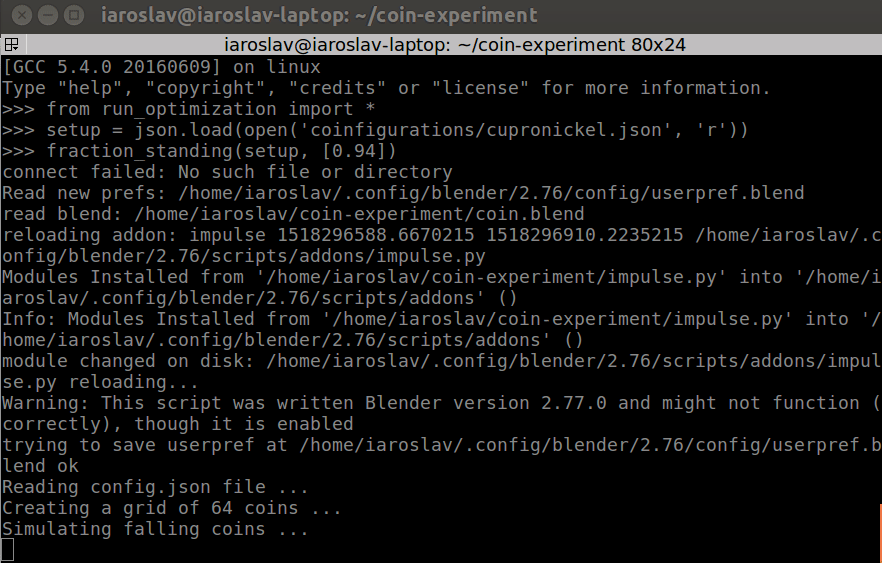 iaroslav@iaroslav-laptop: ~/coin-experiment
iaroslav@iaroslav-laptop: ~/coin-experiment 80x24
[GCC 5.4.0 20160609] on linux
Type "help", "copyright", "credits" or "license" for more information.
>>> from run_optimization import *
>>> setup = json.load(open('coinfigurations/cupronickel.json', 'r'))
>>> fraction_standing(setup, [0.94])
connect failed: No such file or directory
Read new prefs: /home/iaroslav/.config/blender/2.76/config/userpref.blend
read blend: /home/iaroslav/coin-experiment/coin.blend
reloading addon: impulse 1518296588.6670215 1518296910.2235215 /home/iaroslav/.c
onfig/blender/2.76/scripts/addons/impulse.py
Modules Installed from '/home/iaroslav/coin-experiment/impulse.py' into '/home/i
aroslav/.config/blender/2.76/scripts/addons' ()
Info: Modules Installed from '/home/iaroslav/coin-experiment/impulse.py' into '/
home/iaroslav/.config/blender/2.76/scripts/addons' ()
module changed on disk: /home/iaroslav/.config/blender/2.76/scripts/addons/impul
se.py reloading...
Warning: This script was written Blender version 2.77.0 and might not function (
correctly), though it is enabled
trying to save userpref at /home/iaroslav/.config/blender/2.76/config/userpref.b
lend ok
Reading config.json file ...
Creating a grid of 64 coins ...
Simulating falling coins ...